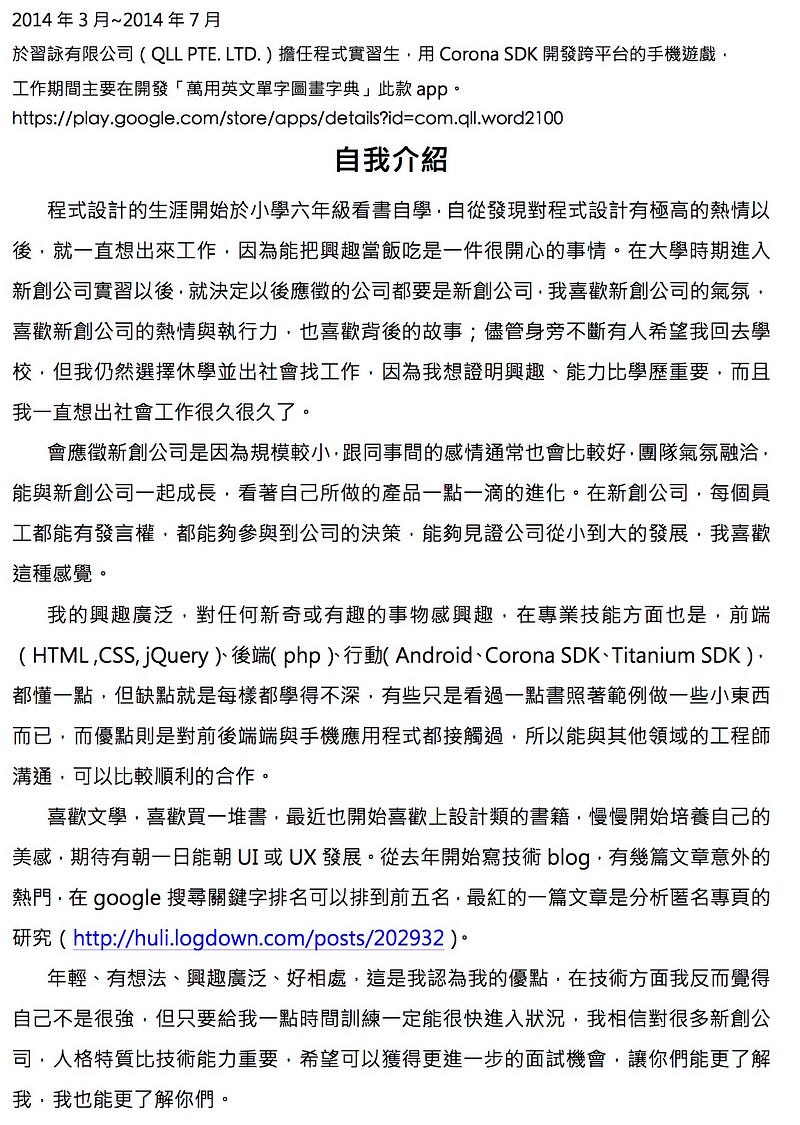 2014 年 3 月~2014 年 7 月
於習詠有限公司（QLL PTE. LTD.）擔任程式實習生，用 Corona SDK 開發跨平台的手機遊戲，
工作期間主要在開發「萬用英文單字圖畫字典」此款 app。
https://play.google.com/store/apps/details?id=com.qll.word2100
自我介紹
程式設計的生涯開始於小學六年級看書自學，自從發現對程式設計有極高的熱情以
後，就一直想出來工作，因為能把興趣當飯吃是一件很開心的事情。在大學時期進入
新創公司實習以後，就決定以後應徵的公司都要是新創公司，我喜歡新創公司的氣氛，
喜歡新創公司的熱情與執行力，也喜歡背後的故事；儘管身旁不斷有人希望我回去學
校，但我仍然選擇休學並出社會找工作，因為我想證明興趣、能力比學歷重要，而且
我一直想出社會工作很久很久了。
會應徵新創公司是因為規模較小，跟同事間的感情通常也會比較好，團隊氣氛融洽，
能與新創公司一起成長，看著自己所做的產品一點一滴的進化。在新創公司，每個員
工都能有發言權，都能夠參與到公司的決策，能夠見證公司從小到大的發展，我喜歡
這種感覺。
我的興趣廣泛，對任何新奇或有趣的事物感興趣，在專業技能方面也是，前端
（HTML ,CSS, jQuery）、後端（php）、行動（Android、Corona SDK、Titanium SDK），
都懂一點，但缺點就是每樣都學得不深，有些只是看過一點書照著範例做一些小東西
而已，而優點則是對前後端端與手機應用程式都接觸過，所以能與其他領域的工程師
溝通，可以比較順利的合作。
喜歡文學，喜歡買一堆書，最近也開始喜歡上設計類的書籍，慢慢開始培養自己的
美感，期待有朝一日能朝 UI 或 UX 發展。從去年開始寫技術 blog，有幾篇文章意外的
熱門，在 google 搜尋關鍵字排名可以排到前五名，最紅的一篇文章是分析匿名專頁的
研究（http://huli.logdown.com/posts/202932）。
年輕、有想法、興趣廣泛、好相處，這是我認為我的優點，在技術方面我反而覺得
自己不是很強，但只要給我一點時間訓練一定能很快進入狀況，我相信對很多新創公
司，人格特質比技術能力重要，希望可以獲得更進一步的面試機會，讓你們能更了解
我，我也能更了解你們。